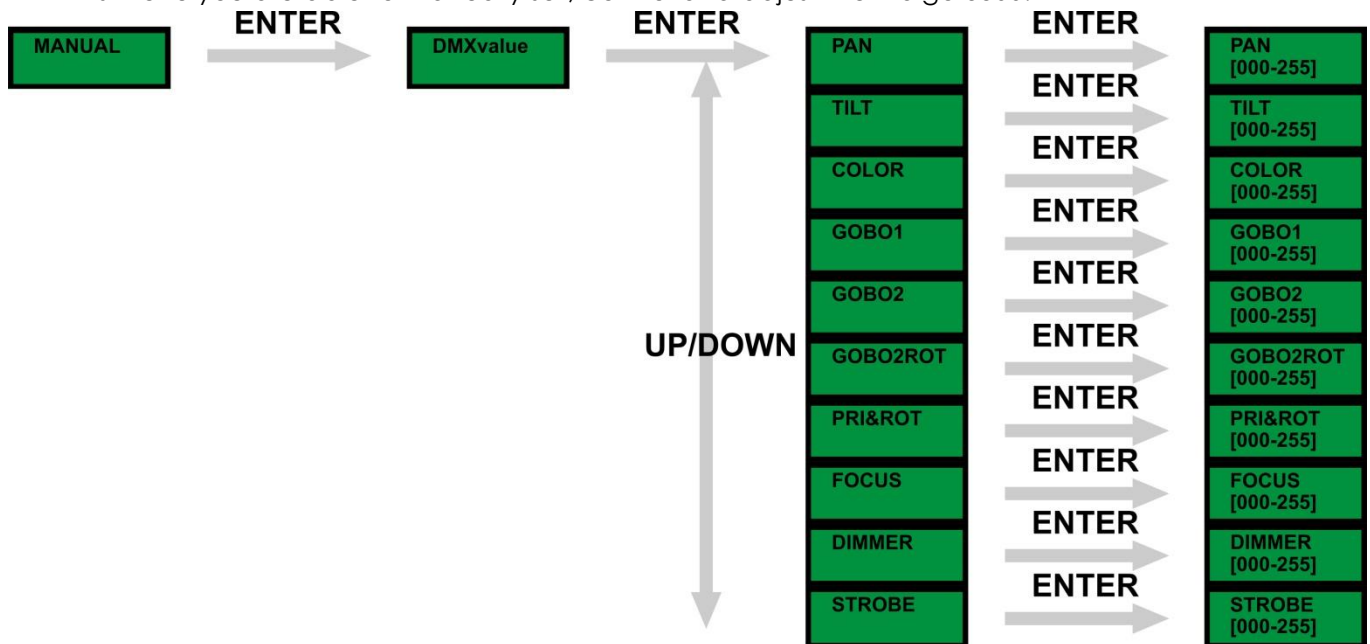 ENTER ENTER ENTER
MANUAL DMXvalue PAN PAN
[000-255]
ENTER
TILT TILT
[000-255]
ENTER
COLOR COLOR
[000-255]
ENTER
GOBO1 GOBO1
[000-255]
ENTER
GOBO2 GOBO2
[000-255]
UP/DOWN ENTER
GOBO2ROT GOBO2ROT
[000-255]
ENTER
PRI&ROT PRI&ROT
[000-255]
ENTER
FOCUS FOCUS
[000-255]
ENTER
DIMMER DIMMER
[000-255]
ENTER
STROBE STROBE
[000-255]